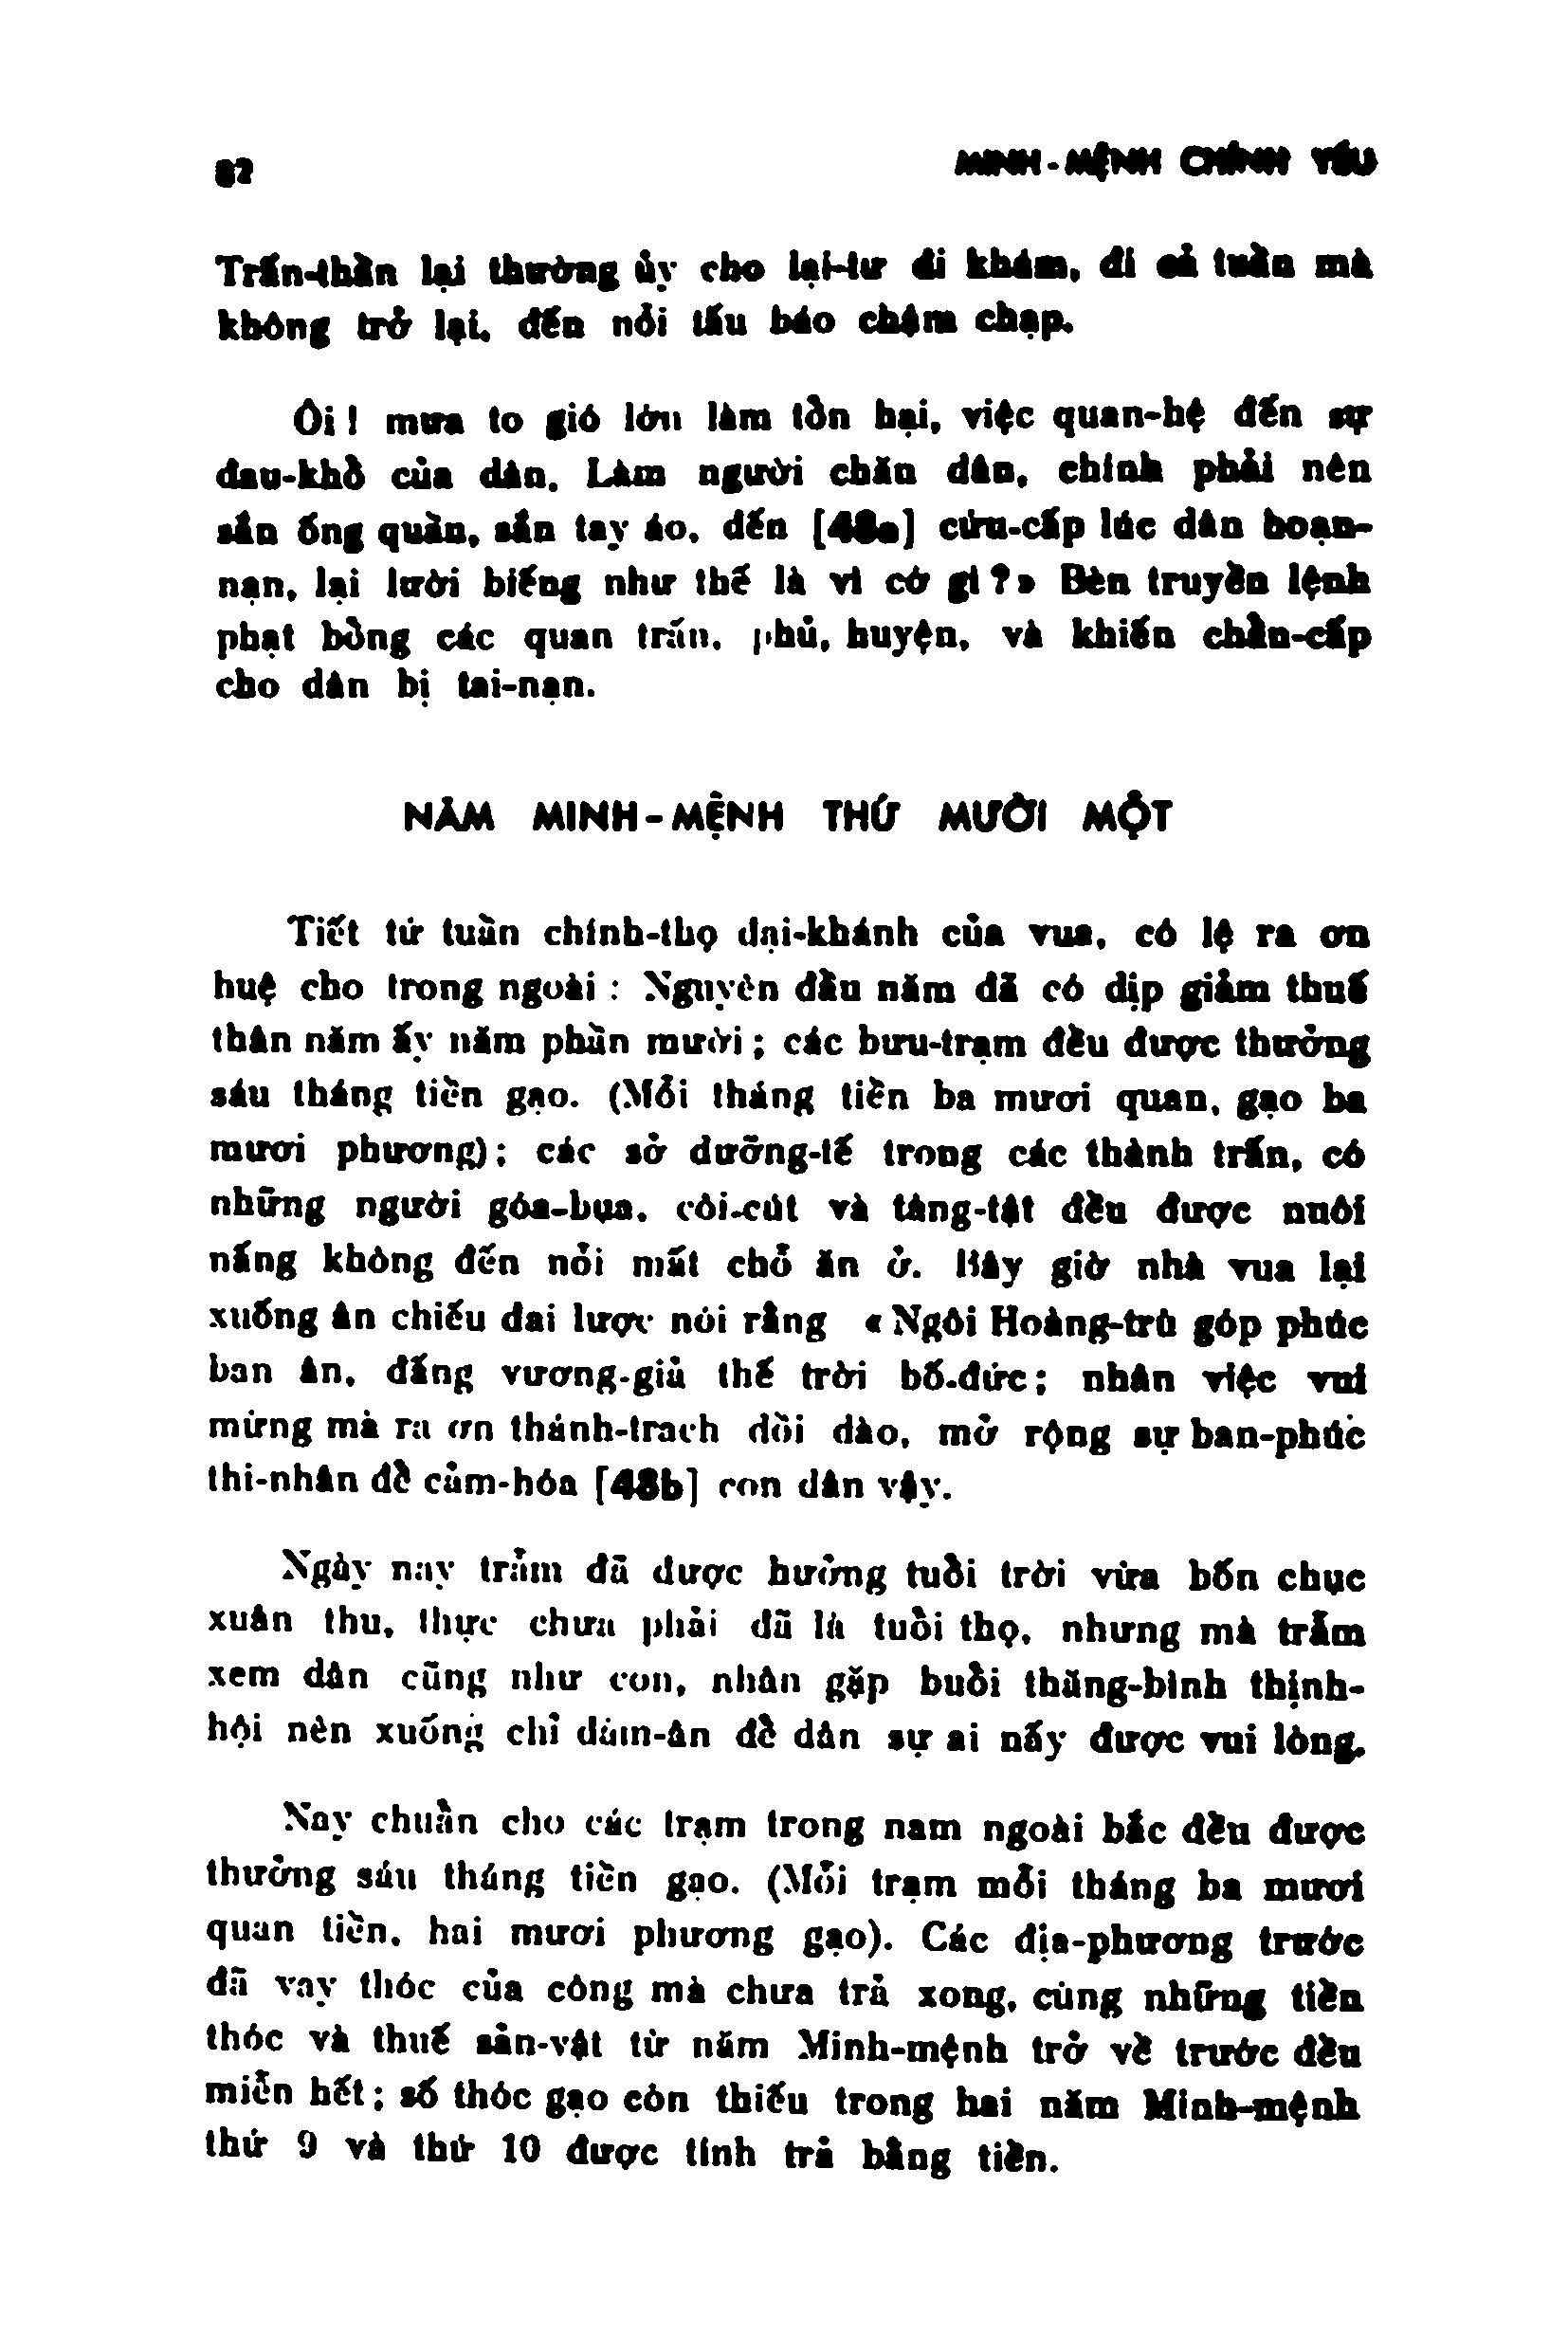 82
MINH-MỆNH CHÍNH YẾU
Trấn-thần lại thường ủy cho lại-tư đi khám, đi cả tuần mà
không trở lại, đến nỗi tấu báo chậm chạp.
Ôi ! mưa to gió lớn làm tổn hại, việc quan-hệ đến sự
đau-khổ của dân. Làm người chăn dân, chính phải nên
sắn ống quần, sắn tay áo, đến [48a] cứu-cấp lúc dân hoạn-
nạn, lại lười biếng như thế là vì cớ gì ? » Bèn truyền lệnh
phạt bổng các quan trấn, phủ, huyện, và khiến chẩn-cấp
cho dân bị tai-nạn.
NĂM MINH-MỆNH THỨ MƯỜI MỘT
Tiết tứ tuần chính-thọ đại-khánh của vua, có lệ ra ơn
huệ cho trong ngoài : Nguyên đầu năm đã có dịp giảm thuế
thân năm ấy năm phần mười ; các bưu-trạm đều được thưởng
sáu tháng tiền gạo. (Mỗi tháng tiền ba mươi quan, gạo ba
mươi phương) ; các sở dưỡng-tế trong các thành trấn, có
những người góa-bụa, côi-cút và tàng-tật đều được nuôi
nấng không đến nỗi mất chỗ ăn ở. Bây giờ nhà vua lại
xuống ân chiếu đại lược nói rằng « Ngôi Hoàng-trù góp phúc
ban ân, đấng vương-giả thế trời bố-đức ; nhân việc vui
mừng mà ra ơn thánh-trạch dồi dào, mở rộng sự ban-phúc
thi-nhân để cảm-hóa [48b] con dân vậy.
Ngày nay trẫm đã được hưởng tuổi trời vừa bốn chục
xuân thu, thực chưa phải đã là tuổi thọ, nhưng mà trẫm
xem dân cũng như con, nhân gặp buổi thăng-bình thịnh-
hội nên xuống chỉ đàm-ân để dân sự ai nấy được vui lòng.
Nay chuẩn cho các trạm trong nam ngoài bắc đều được
thưởng sáu tháng tiền gạo. (Mỗi trạm mỗi tháng ba mươi
quan tiền, hai mươi phương gạo). Các địa-phương trước
đã vay thóc của công mà chưa trả xong, cùng những tiền
thóc và thuế sản-vật từ năm Minh-mệnh trở về trước đều
miễn hết ; số thóc gạo còn thiếu trong hai năm Minh-mệnh
thứ 9 và thứ 10 được tính trả bằng tiền.